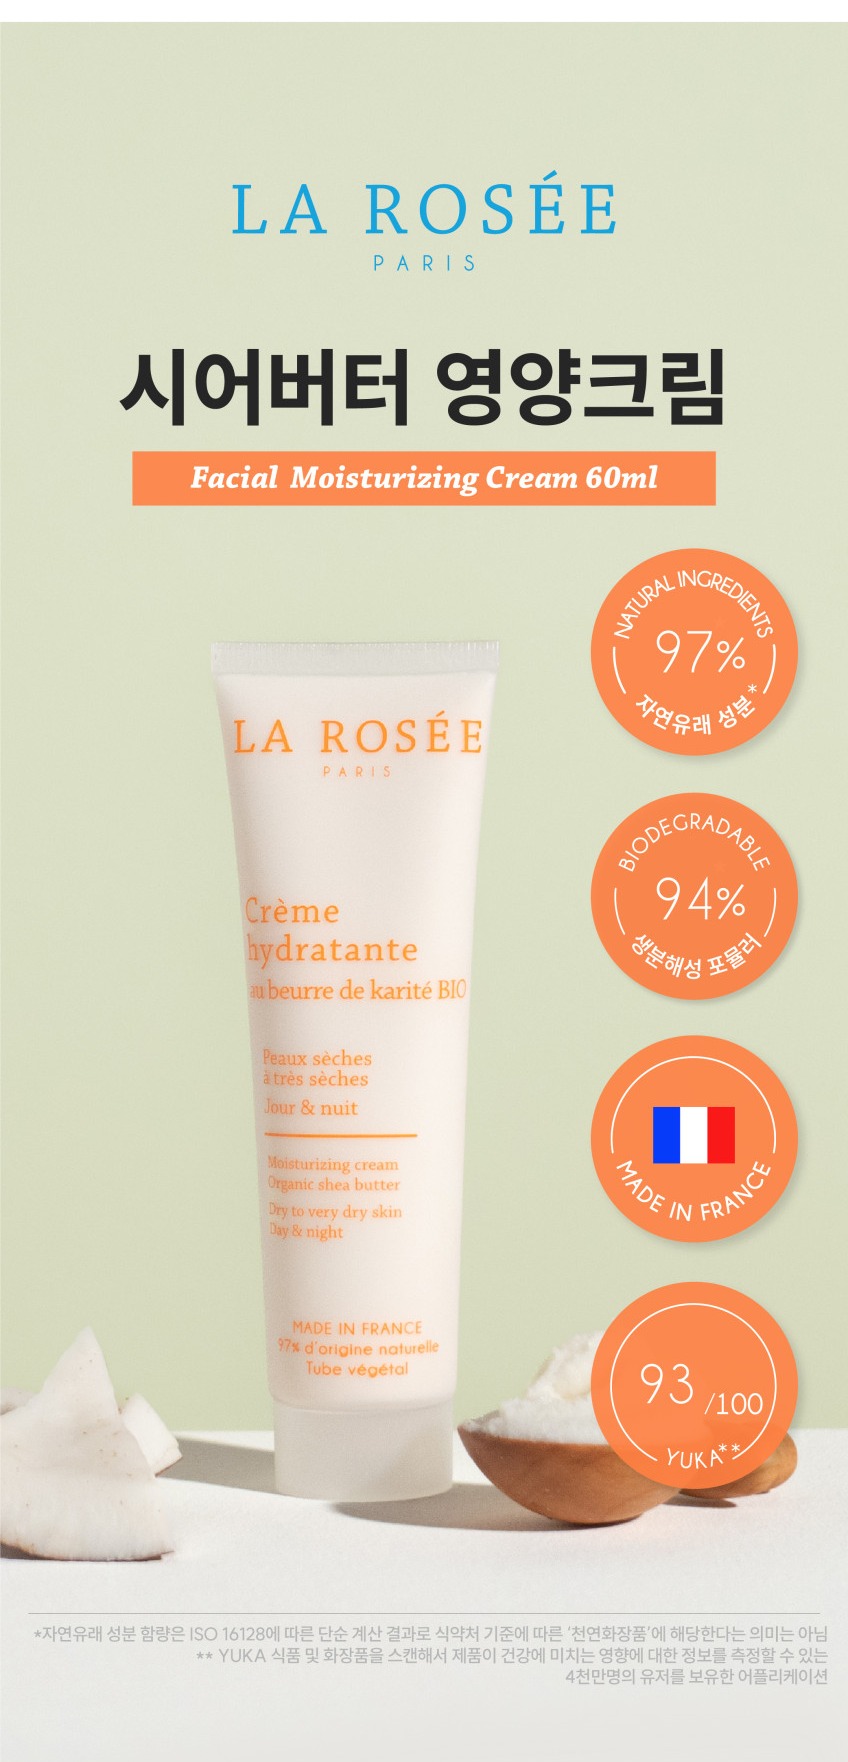 LA ROSÉE
PARIS
시어버터 영양크림
Facial Moisturizing Cream 60ml
NATURAL INGREDIENTS
97%
자연유래 성분*
BIODEGRADABLE
94%
생분해성 포뮬러
MADE IN FRANCE
93 /100
YUKA**
LA ROSÉE
PARIS
Crème
hydratante
au beurre de karité BIO
Peaux sèches
à très sèches
Jour & nuit
Moisturizing cream
Organic shea butter
Dry to very dry skin
Day & night
MADE IN FRANCE
97% d'origine naturelle
Tube végétal
*자연유래 성분 함량은 ISO 16128에 따른 단순 계산 결과로 식약처 기준에 따른 '천연화장품'에 해당한다는 의미는 아님
** YUKA 식품 및 화장품을 스캔해서 제품이 건강에 미치는 영향에 대한 정보를 측정할 수 있는
4천만명의 유저를 보유한 어플리케이션